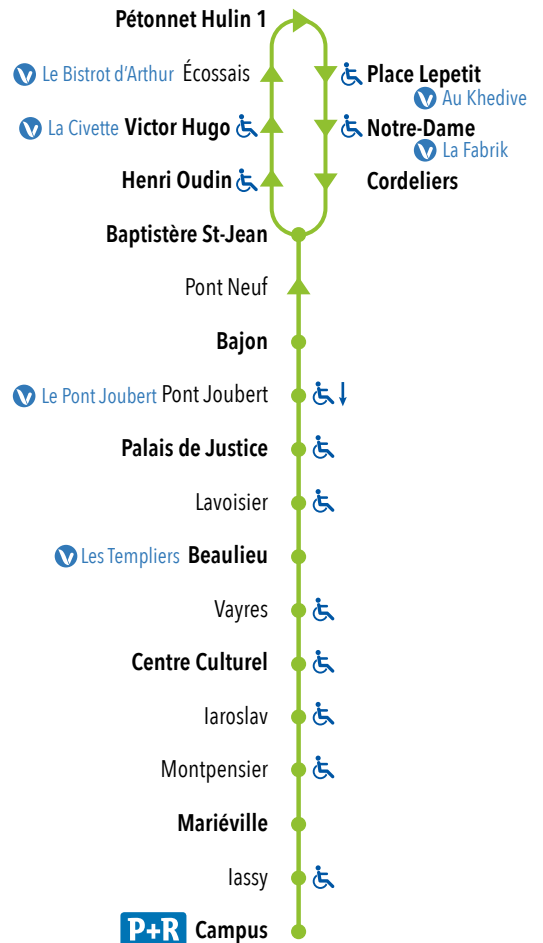 Pétonnet Hulin 1
Le Bistrot d'Arthur Écossais
Place Lepetit
Au Khedive
La Civette Victor Hugo
Notre-Dame
La Fabrik
Henri Oudin
Cordeliers
Baptistère St-Jean
Pont Neuf
Bajon
Le Pont Joubert Pont Joubert
Palais de Justice
Lavoisier
Les Templiers Beaulieu
Vayres
Centre Culturel
Iaroslav
Montpensier
Mariéville
Iassy
P+R Campus